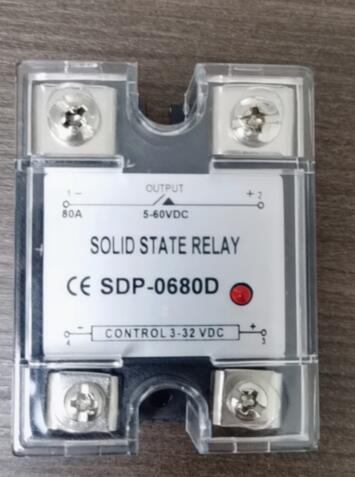 OUTPUT
1 - + 2
80A 5-60VDC
SOLID STATE RELAY
CE SDP-0680D
- CONTROL 3-32 VDC +
4 3